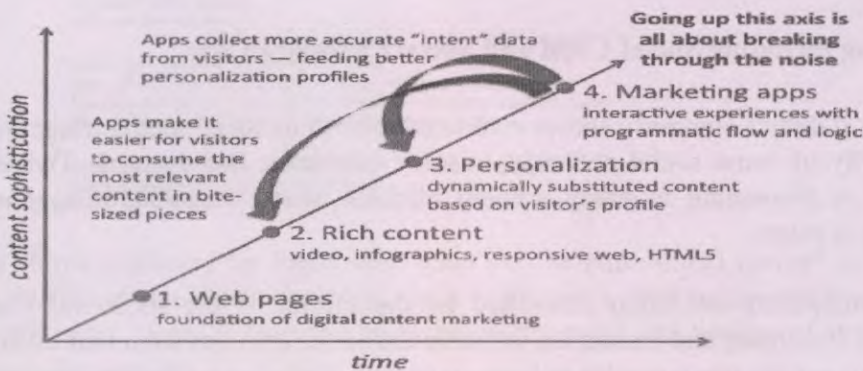 Going up this axis is
all about breaking
through the noise
Apps collect more accurate "intent" data
from visitors — feeding better
personalization profiles
Apps make it
easier for visitors
to consume the
most relevant
content in bite-
sized pieces
4. Marketing apps
interactive experiences with
programmatic flow and logic
3. Personalization
dynamically substituted content
based on visitor's profile
2. Rich content
video, infographics, responsive web, HTML5
1. Web pages
foundation of digital content marketing
content sophistication
time